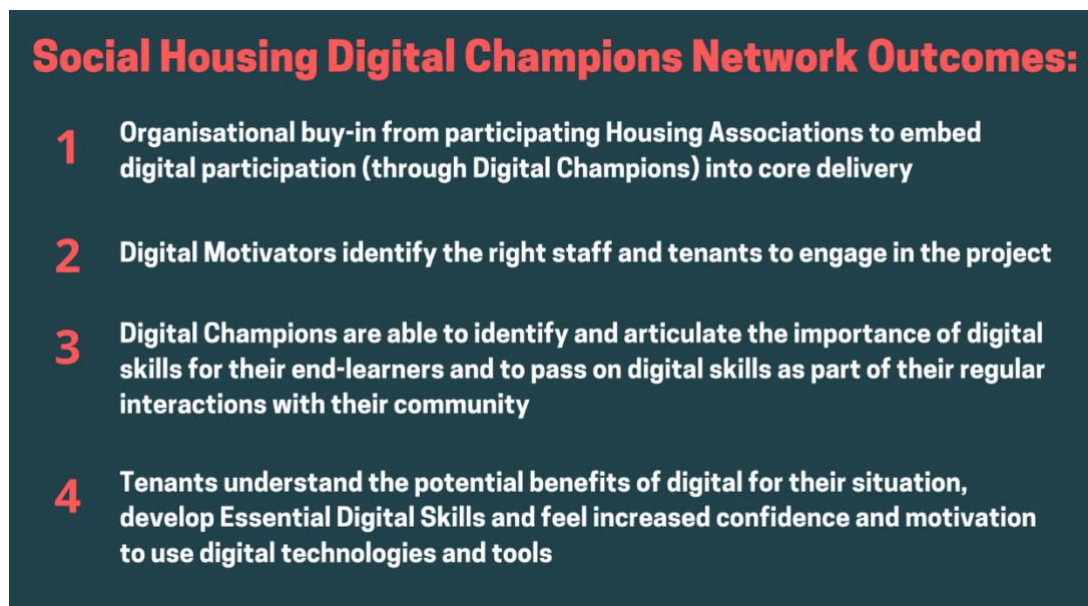 Social Housing Digital Champions Network Outcomes:
1
Organisational buy-in from participating Housing Associations to embed
digital participation (through Digital Champions) into core delivery
2
Digital Motivators identify the right staff and tenants to engage in the project
3
Digital Champions are able to identify and articulate the importance of digital
skills for their end-learners and to pass on digital skills as part of their regular
interactions with their community
4
Tenants understand the potential benefits of digital for their situation,
develop Essential Digital Skills and feel increased confidence and motivation
to use digital technologies and tools